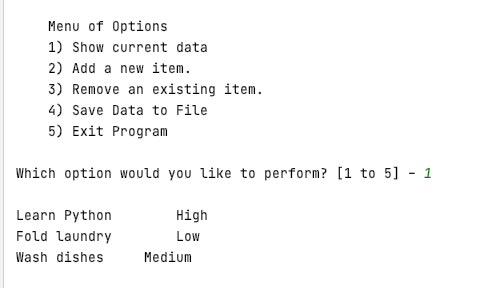 Menu of Options
1) Show current data
2) Add a new item.
3) Remove an existing item.
4) Save Data to File
5) Exit Program
Which option would you like to perform? [1 to 5] - 1
Learn Python High
Fold laundry Low
Wash dishes Medium